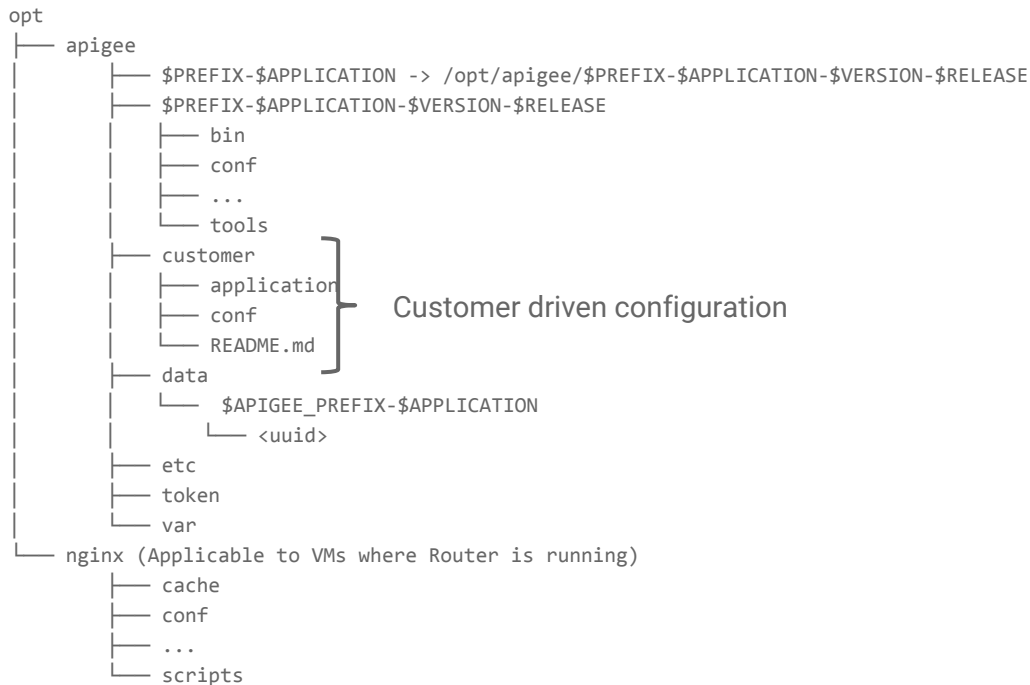 opt
├── apigee
│ ├── $PREFIX-$APPLICATION -> /opt/apigee/$PREFIX-$APPLICATION-$VERSION-$RELEASE
│ ├── $PREFIX-$APPLICATION-$VERSION-$RELEASE
│ │ ├── bin
│ │ ├── conf
│ │ ├── ...
│ │ └── tools
│ ├── customer
│ │ ├── application
│ │ ├── conf
Customer driven configuration
│ │ └── README.md
│ ├── data
│ │ └── $APIGEE_PREFIX-$APPLICATION
│ │ └── <uuid>
│ ├── etc
│ ├── token
│ └── var
└── nginx (Applicable to VMs where Router is running)
├── cache
├── conf
├── ...
└── scripts